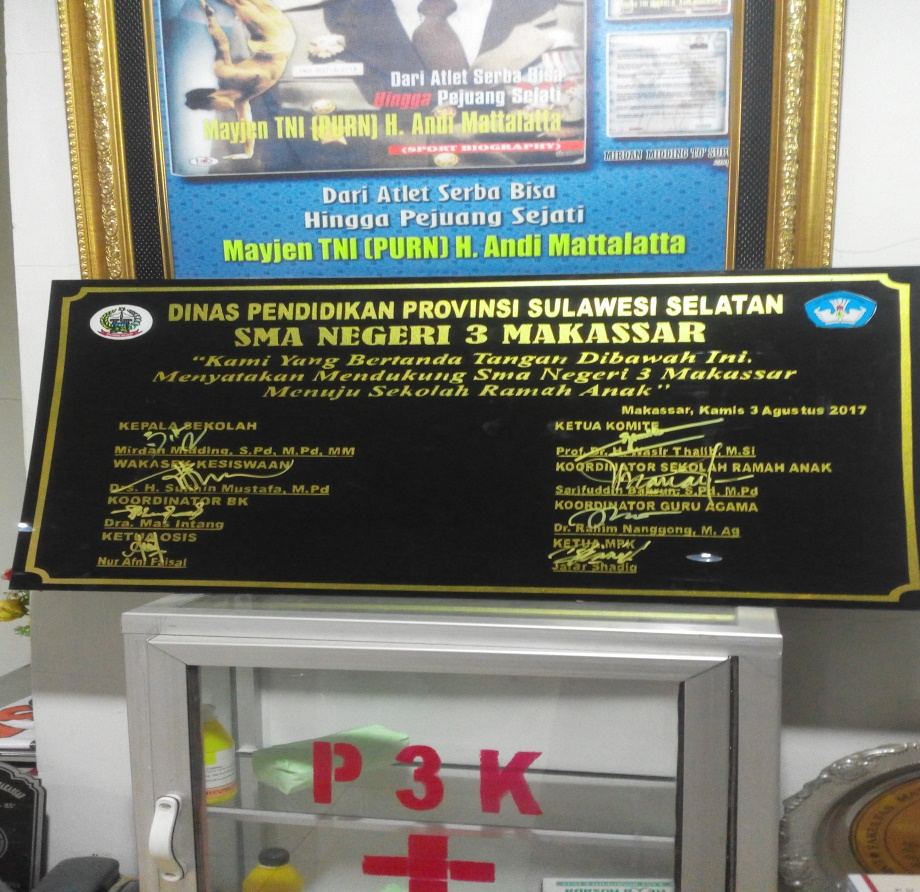 Dari Atlet Serba Bisa
Hingga Pejuang Sejati
Mayjen TNI (PURN) H. Andi Mattalatta
(SPORT BIOGRAPHY)
MIRDAN MIDDING TO' SUP
Dari Atlet Serba Bisa
Hingga Pejuang Sejati
Mayjen TNI (PURN) H. Andi Mattalatta
DINAS PENDIDIKAN PROVINSI SULAWESI SELATAN
SMA NEGERI 3 MAKASSAR
"Kami Yang Bertanda Tangan Dibawah Ini.
Menyatakan Mendukung Sma Negeri 3 Makassar
Menuju Sekolah Ramah Anak"
Makassar, Kamis 3 Agustus 2017
KEPALA SEKOLAH
Mirdan Midding, S.Pd, M.Pd, MM
WAKASEK KESISWAAN
Drs. H. Sufirin Mustafa, M.Pd
KOORDINATOR BK
Dra. Mas Intang
KETUA OSIS
Nur Afni Faisal
KETUA KOMITE
Prof. Dr. H. Wasir Thalib, M.Si
KOORDINATOR SEKOLAH RAMAH ANAK
Sarifuddin Bakrun, S.Pd, M.Pd
KOORDINATOR GURU AGAMA
Dr. Rahim Nanggong, M, Ag
KETUA MPK
Jafar Shadiq
P3K